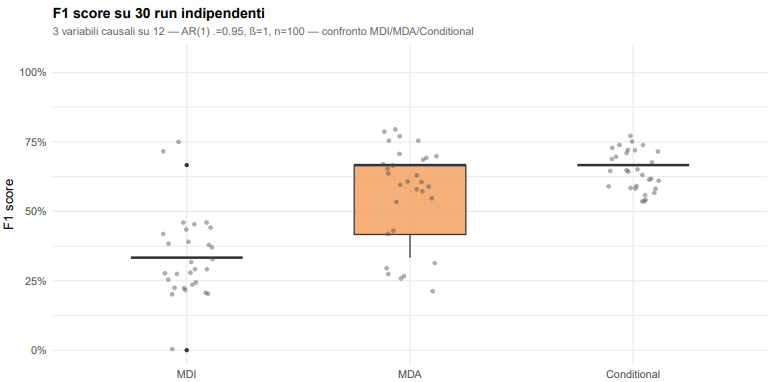 F1 score su 30 run indipendenti
3 variabili causali su 12 — AR(1) .=0.95, ß=1, n=100 — confronto MDI/MDA/Conditional
100%
75%
50%
25%
0%
F1 score
MDI
MDA
Conditional